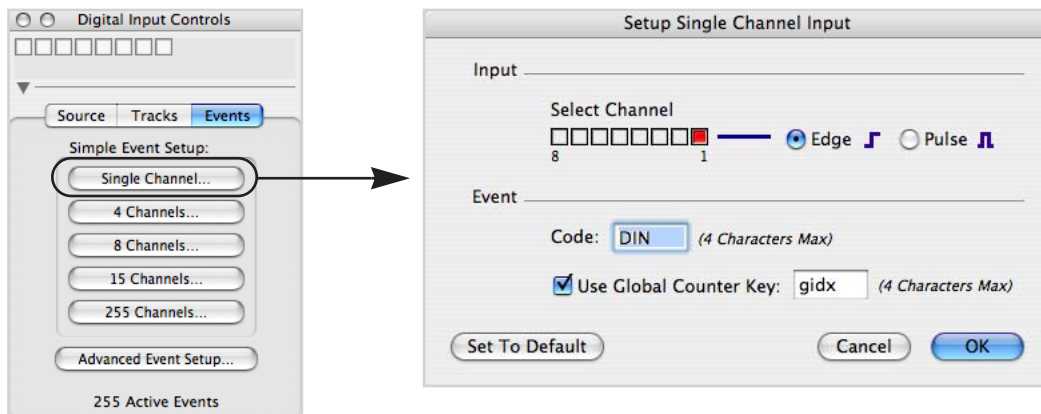 Digital Input Controls
Source Tracks Events
Simple Event Setup:
Single Channel...
4 Channels...
8 Channels...
15 Channels...
255 Channels...
Advanced Event Setup...
255 Active Events
Setup Single Channel Input
Input
Select Channel
8 1
Edge Pulse
Event
Code: DIN (4 Characters Max)
Use Global Counter Key: gidx (4 Characters Max)
Set To Default Cancel OK